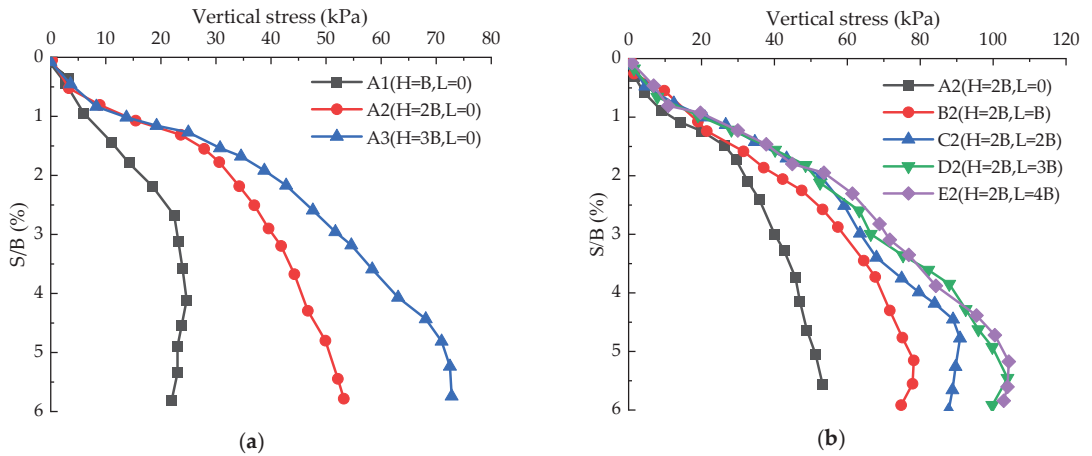 Vertical stress (kPa)
0 10 20 30 40 50 60 70 80
0
1
2
3
4
5
6
S/B (%)
A1(H=B,L=0)
A2(H=2B,L=0)
A3(H=3B,L=0)
(a)
Vertical stress (kPa)
0 20 40 60 80 100 120
0
1
2
3
4
5
6
S/B (%)
A2(H=2B,L=0)
B2(H=2B,L=B)
C2(H=2B,L=2B)
D2(H=2B,L=3B)
E2(H=2B,L=4B)
(b)